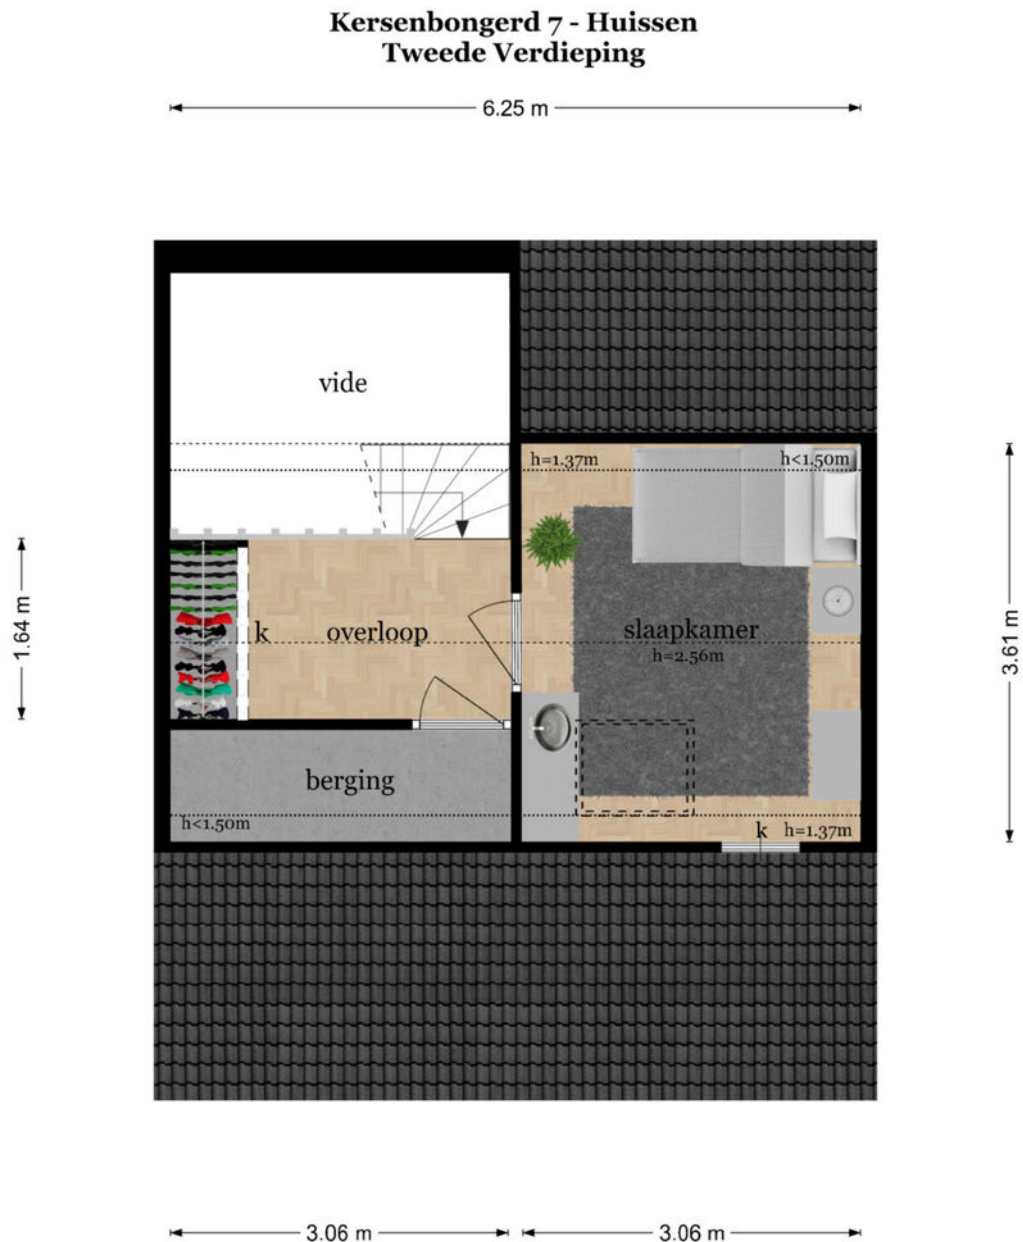 Kersenbongerd 7 - Huissen
Tweede Verdieping
6.25 m
vide
h=1.37m
h<1.50m
1.64 m
k
overloop
slaapkamer
h=2.56m
3.61 m
berging
h<1.50m
k
h=1.37m
3.06 m
3.06 m